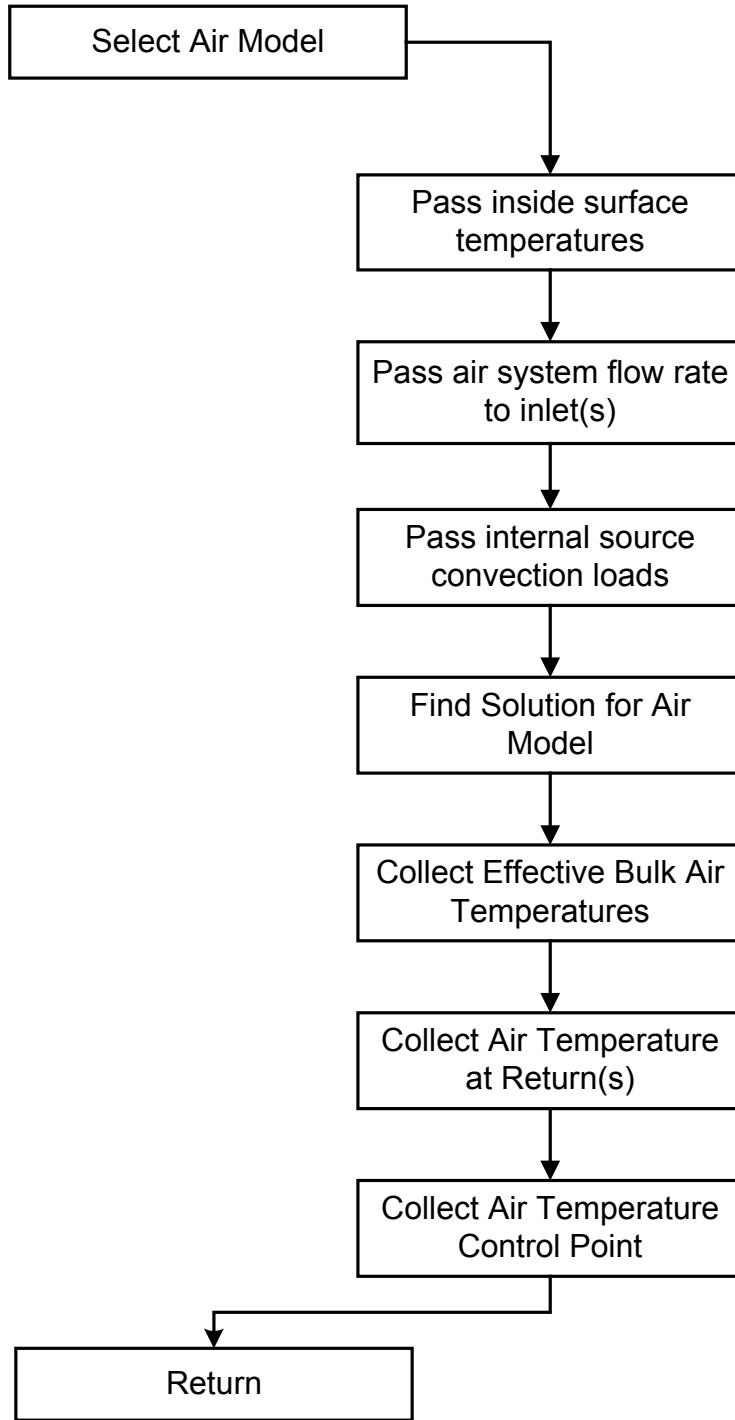 Select Air Model
Pass inside surface
temperatures
Pass air system flow rate
to inlet(s)
Pass internal source
convection loads
Find Solution for Air
Model
Collect Effective Bulk Air
Temperatures
Collect Air Temperature
at Return(s)
Collect Air Temperature
Control Point
Return